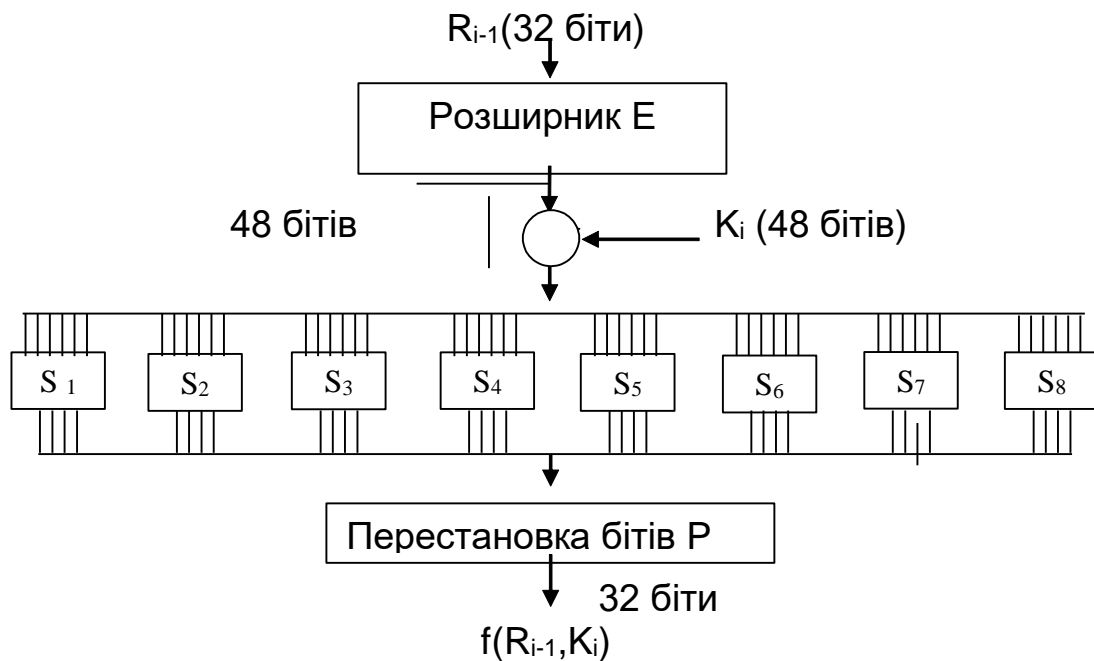 Rᵢ₋₁(32 біти)
Розширник Е
48 бітів
Kᵢ (48 бітів)
S ₁ S₂ S₃ S₄ S₅ S₆ S₇ S₈
Перестановка бітів Р
32 біти
f(Rᵢ₋₁,Kᵢ)